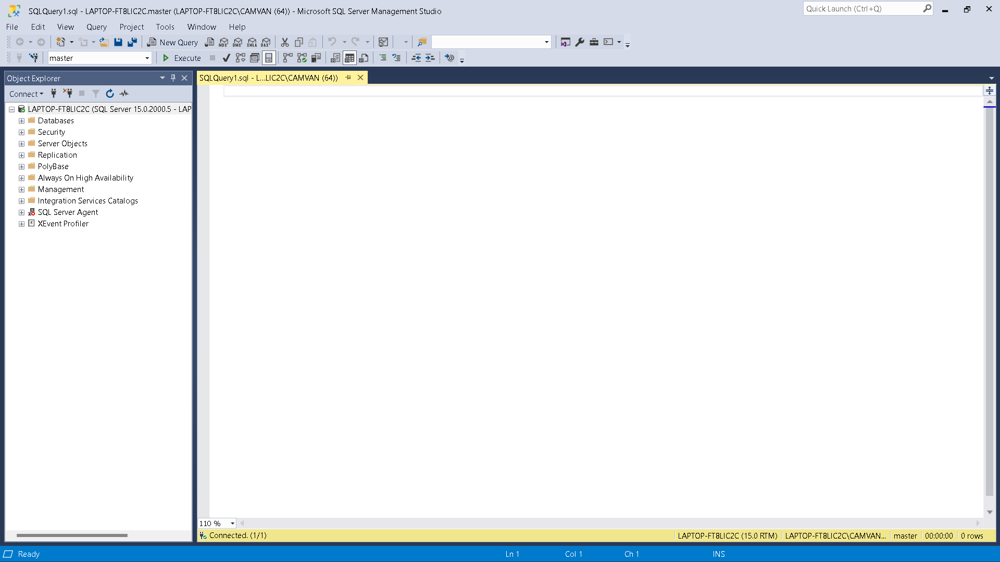 SQLQuery1.sql - LAPTOP-FT8LIC2C.master (LAPTOP-FT8LIC2C\CAMVAN (64)) - Microsoft SQL Server Management Studio
Quick Launch (Ctrl+Q)
File Edit View Query Project Tools Window Help
New Query
MDX DMX XMLA DAX
master
Execute
Object Explorer
SQLQuery1.sql - L...LIC2C\CAMVAN (64))
Connect
LAPTOP-FT8LIC2C (SQL Server 15.0.2000.5 - LAP
Databases
Security
Server Objects
Replication
PolyBase
Always On High Availability
Management
Integration Services Catalogs
SQL Server Agent
XEvent Profiler
110 %
Connected. (1/1)
LAPTOP-FT8LIC2C (15.0 RTM) LAPTOP-FT8LIC2C\CAMVAN... master 00:00:00 0 rows
Ready Ln 1 Col 1 Ch 1 INS